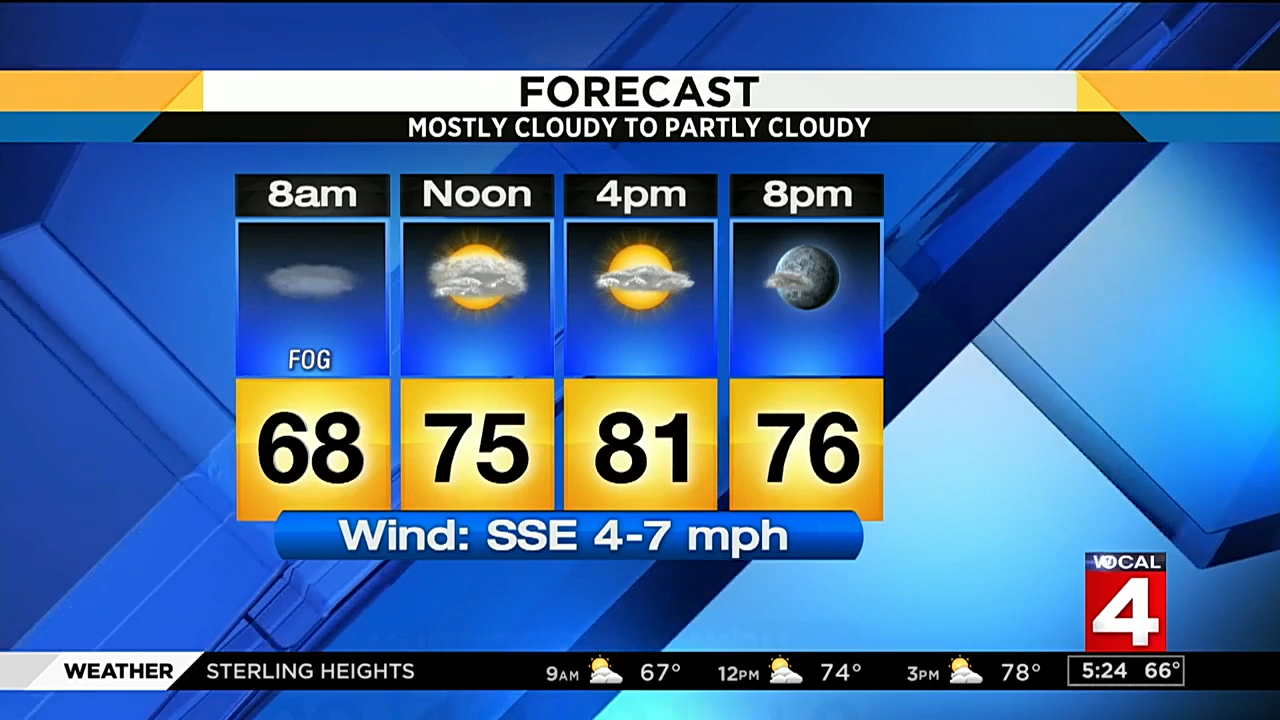 FORECAST
MOSTLY CLOUDY TO PARTLY CLOUDY
8am Noon 4pm 8pm
FOG
68 75 81 76
Wind: SSE 4-7 mph
4
WEATHER STERLING HEIGHTS 9AM 67° 12PM 74° 3PM 78° 5:24 66°